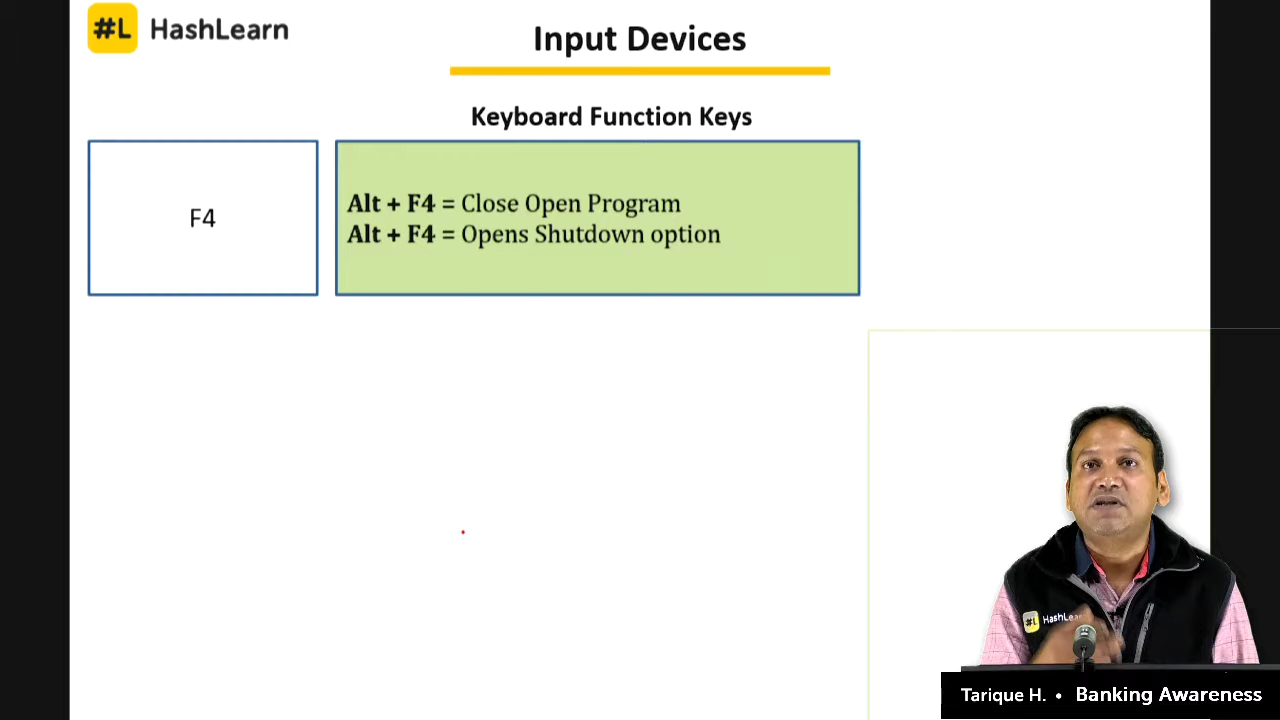 #L HashLearn
Input Devices
Keyboard Function Keys
F4
Alt + F4 = Close Open Program
Alt + F4 = Opens Shutdown option
#L HashLearn
Tarique H. • Banking Awareness